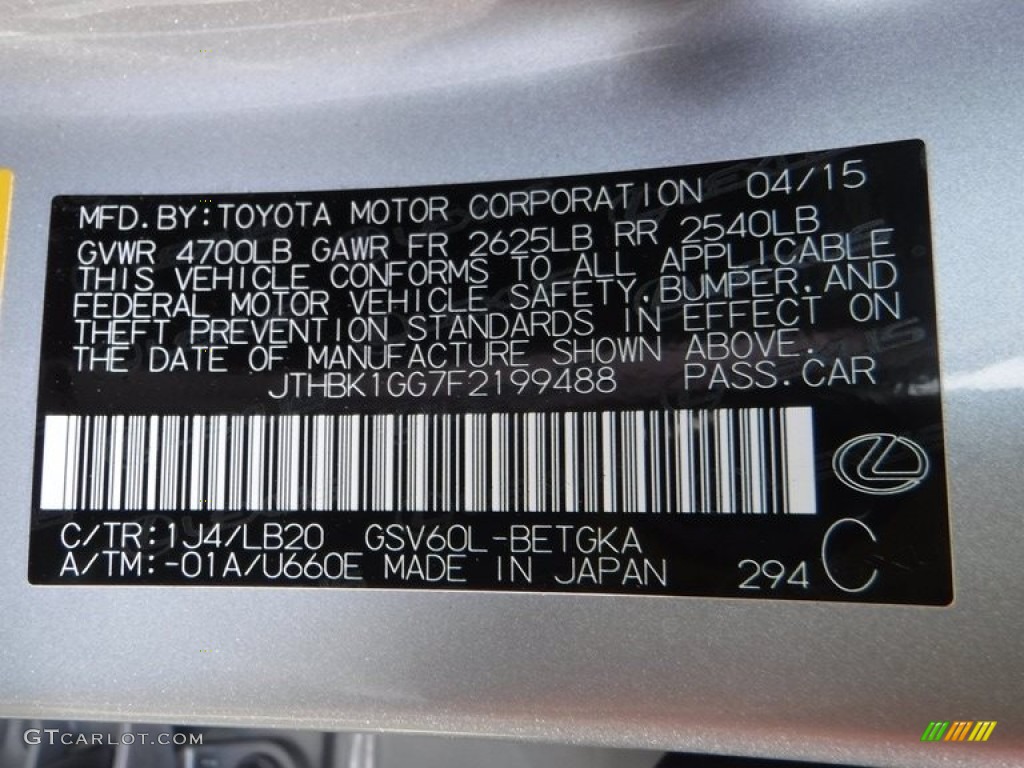 MFD. BY: TOYOTA MOTOR CORPORATION 04/15
GVWR 4700LB GAWR FR 2625LB RR 2540LB
THIS VEHICLE CONFORMS TO ALL APPLICABLE
FEDERAL MOTOR VEHICLE SAFETY, BUMPER, AND
THEFT PREVENTION STANDARDS IN EFFECT ON
THE DATE OF MANUFACTURE SHOWN ABOVE.
JTHBK1GG7F2199488 PASS. CAR
C/TR: 1J4/LB20 GSV60L-BETGKA
A/TM: -01A/U660E MADE IN JAPAN 294 C
GTCARLOT.COM